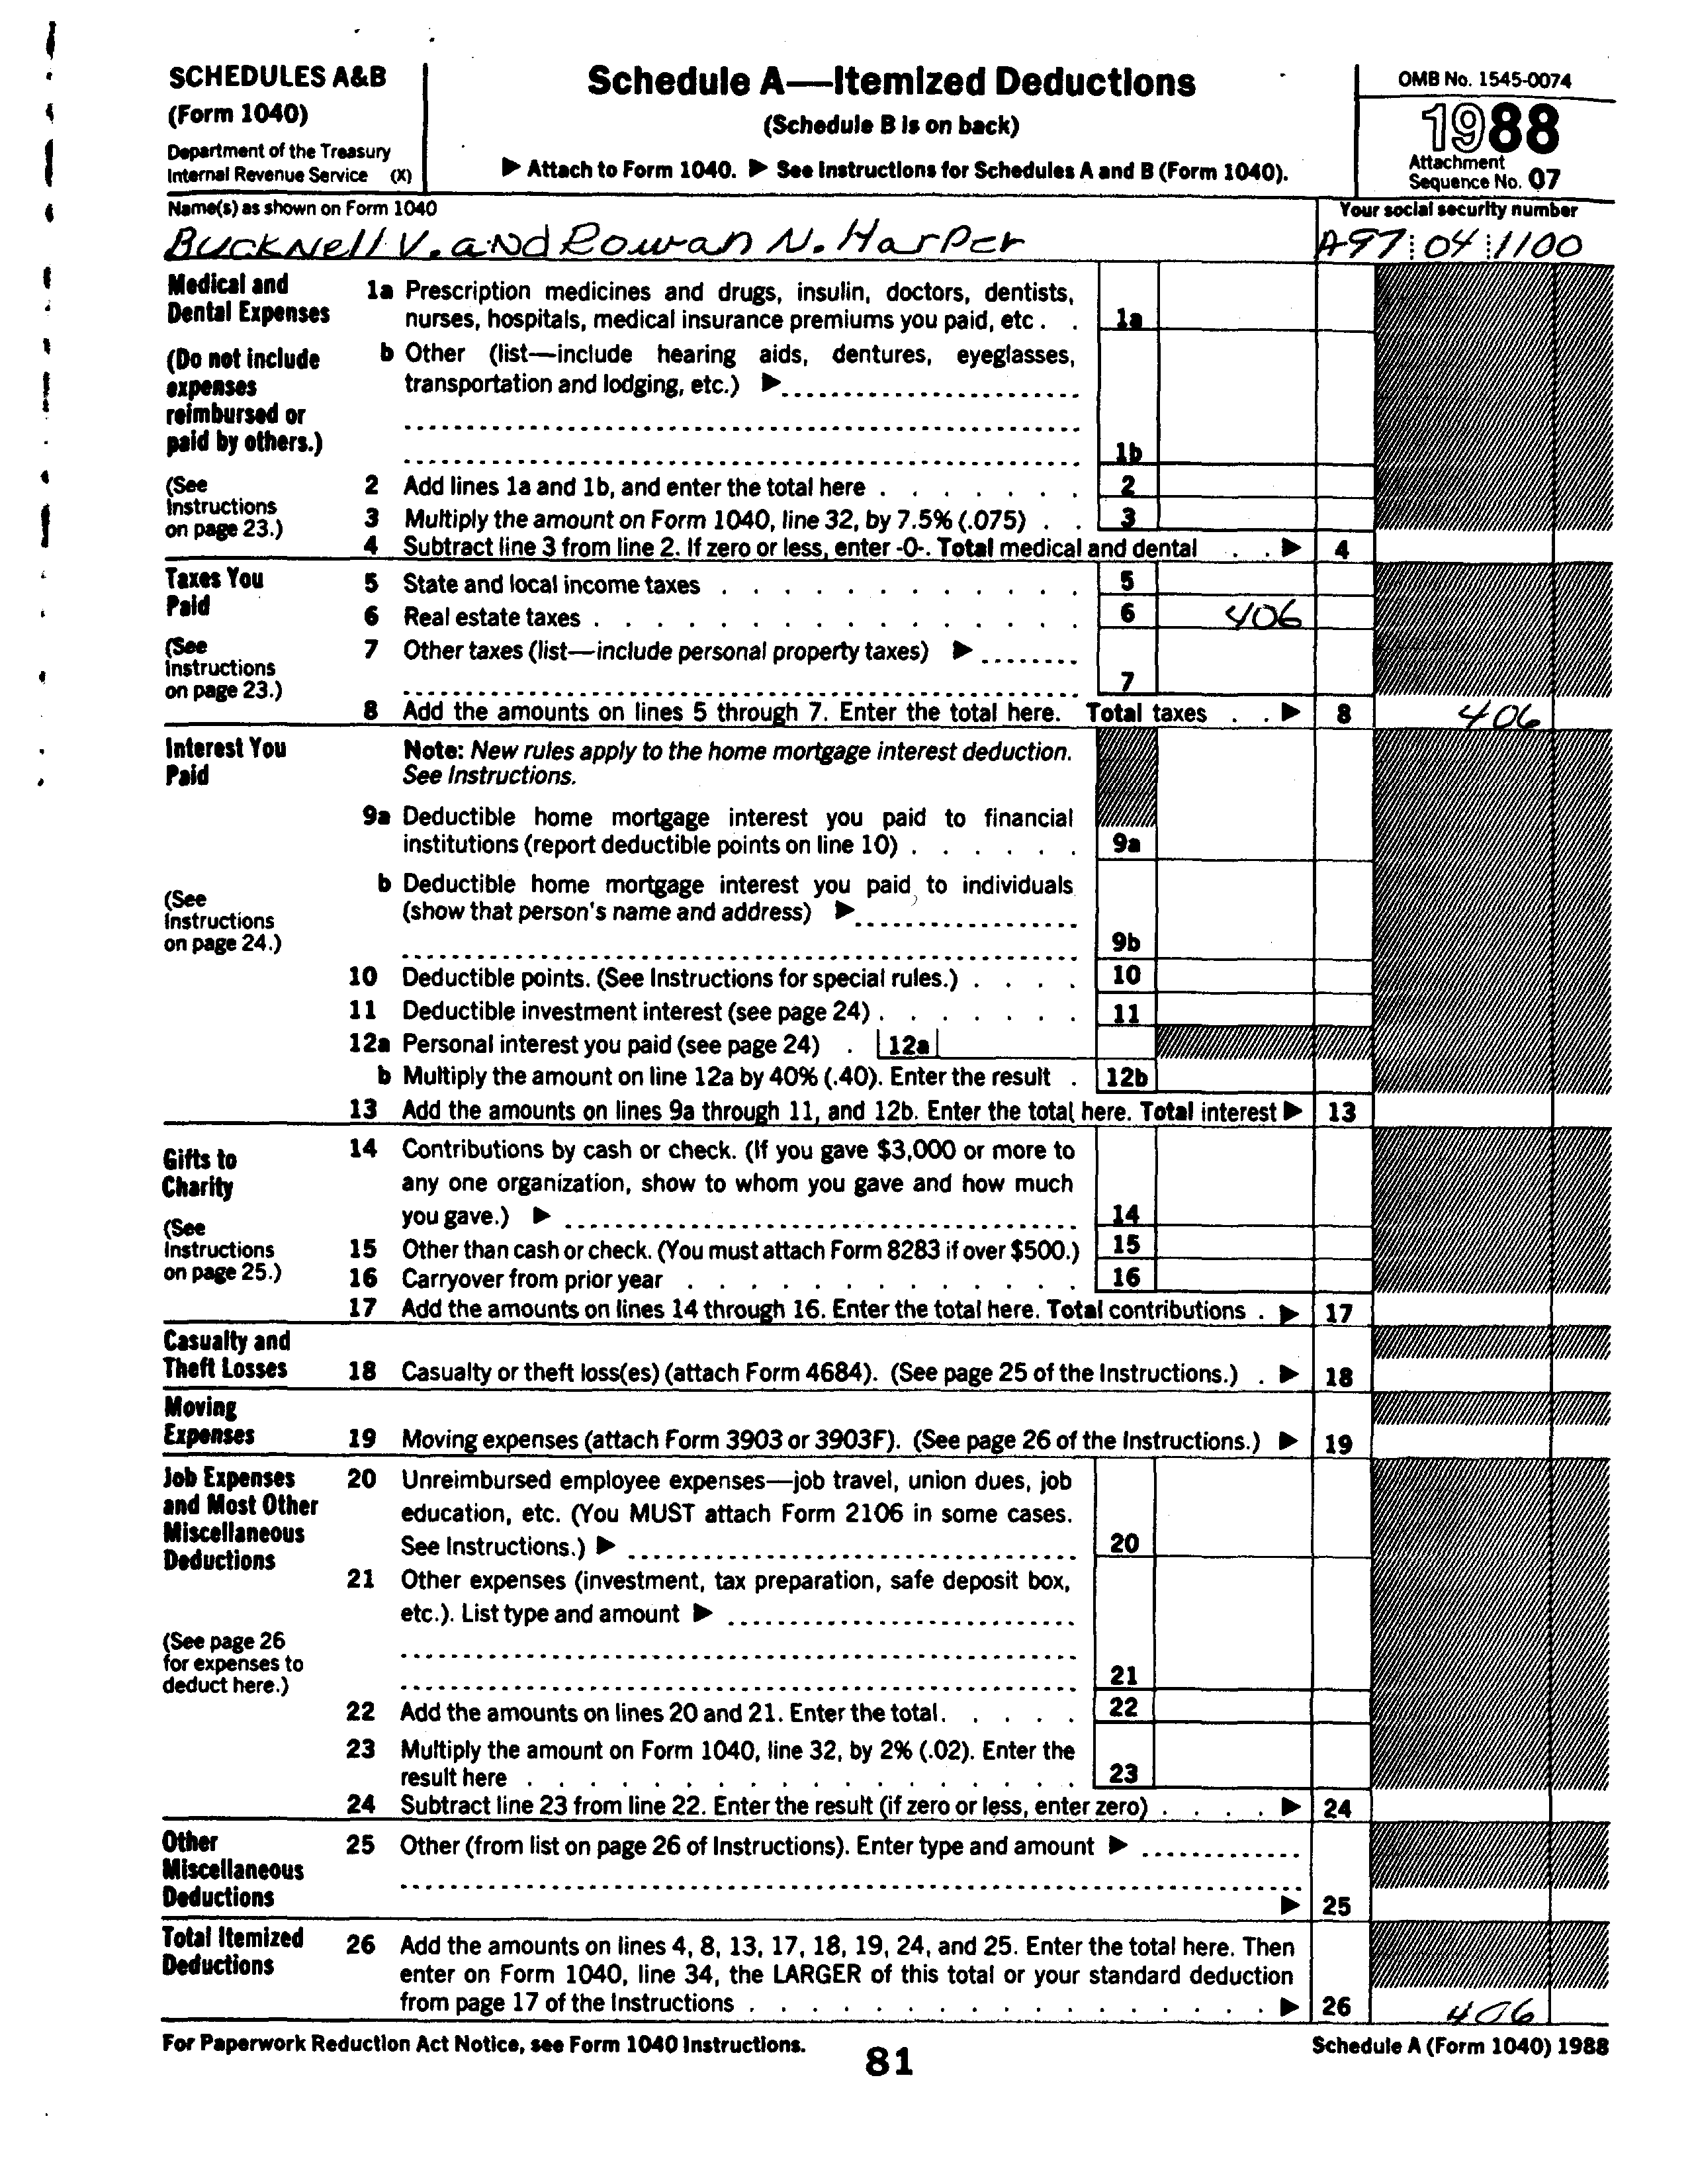 SCHEDULES A&B
(Form 1040)
Department of the Treasury
Internal Revenue Service (X)
Schedule A—Itemized Deductions
(Schedule B is on back)
▶ Attach to Form 1040. ▶ See Instructions for Schedules A and B (Form 1040).
OMB No. 1545-0074
1988
Attachment
Sequence No. 07
Name(s) as shown on Form 1040
Your social security number
Bucknell V. and Rowan N. Harper
A97 04 1100
Medical and
Dental Expenses
(Do not include
expenses
reimbursed or
paid by others.)
(See
Instructions
on page 23.)
1a Prescription medicines and drugs, insulin, doctors, dentists,
nurses, hospitals, medical insurance premiums you paid, etc . . 1a
b Other (list—include hearing aids, dentures, eyeglasses,
transportation and lodging, etc.) ▶
1b
2 Add lines 1a and 1b, and enter the total here . . . . . . . 2
3 Multiply the amount on Form 1040, line 32, by 7.5% (.075) . . 3
4 Subtract line 3 from line 2. If zero or less, enter -0-. Total medical and dental . . ▶ 4
Taxes You
Paid
(See
Instructions
on page 23.)
5 State and local income taxes . . . . . . . . . . . . 5
6 Real estate taxes . . . . . . . . . . . . . . . . 6 406
7 Other taxes (list—include personal property taxes) ▶
7
8 Add the amounts on lines 5 through 7. Enter the total here. Total taxes . . ▶ 8 406
Interest You
Paid
(See
Instructions
on page 24.)
Note: New rules apply to the home mortgage interest deduction.
See Instructions.
9a Deductible home mortgage interest you paid to financial
institutions (report deductible points on line 10) . . . . . . 9a
b Deductible home mortgage interest you paid to individuals
(show that person's name and address) ▶
9b
10 Deductible points. (See Instructions for special rules.) . . . . 10
11 Deductible investment interest (see page 24) . . . . . . . 11
12a Personal interest you paid (see page 24) . 12a
b Multiply the amount on line 12a by 40% (.40). Enter the result . 12b
13 Add the amounts on lines 9a through 11, and 12b. Enter the total here. Total interest ▶ 13
Gifts to
Charity
(See
Instructions
on page 25.)
14 Contributions by cash or check. (If you gave $3,000 or more to
any one organization, show to whom you gave and how much
you gave.) ▶ 14
15 Other than cash or check. (You must attach Form 8283 if over $500.) 15
16 Carryover from prior year . . . . . . . . . . . . . 16
17 Add the amounts on lines 14 through 16. Enter the total here. Total contributions . ▶ 17
Casualty and
Theft Losses
18 Casualty or theft loss(es) (attach Form 4684). (See page 25 of the Instructions.) . ▶ 18
Moving
Expenses
19 Moving expenses (attach Form 3903 or 3903F). (See page 26 of the Instructions.) ▶ 19
Job Expenses
and Most Other
Miscellaneous
Deductions
(See page 26
for expenses to
deduct here.)
20 Unreimbursed employee expenses—job travel, union dues, job
education, etc. (You MUST attach Form 2106 in some cases.
See Instructions.) ▶ 20
21 Other expenses (investment, tax preparation, safe deposit box,
etc.). List type and amount ▶
21
22 Add the amounts on lines 20 and 21. Enter the total. . . . . 22
23 Multiply the amount on Form 1040, line 32, by 2% (.02). Enter the
result here . . . . . . . . . . . . . . . . . . 23
24 Subtract line 23 from line 22. Enter the result (if zero or less, enter zero) . . . . ▶ 24
Other
Miscellaneous
Deductions
25 Other (from list on page 26 of Instructions). Enter type and amount ▶
▶ 25
Total Itemized
Deductions
26 Add the amounts on lines 4, 8, 13, 17, 18, 19, 24, and 25. Enter the total here. Then
enter on Form 1040, line 34, the LARGER of this total or your standard deduction
from page 17 of the Instructions . . . . . . . . . . . . . . . . . ▶ 26 406
For Paperwork Reduction Act Notice, see Form 1040 Instructions.
Schedule A (Form 1040) 1988
81